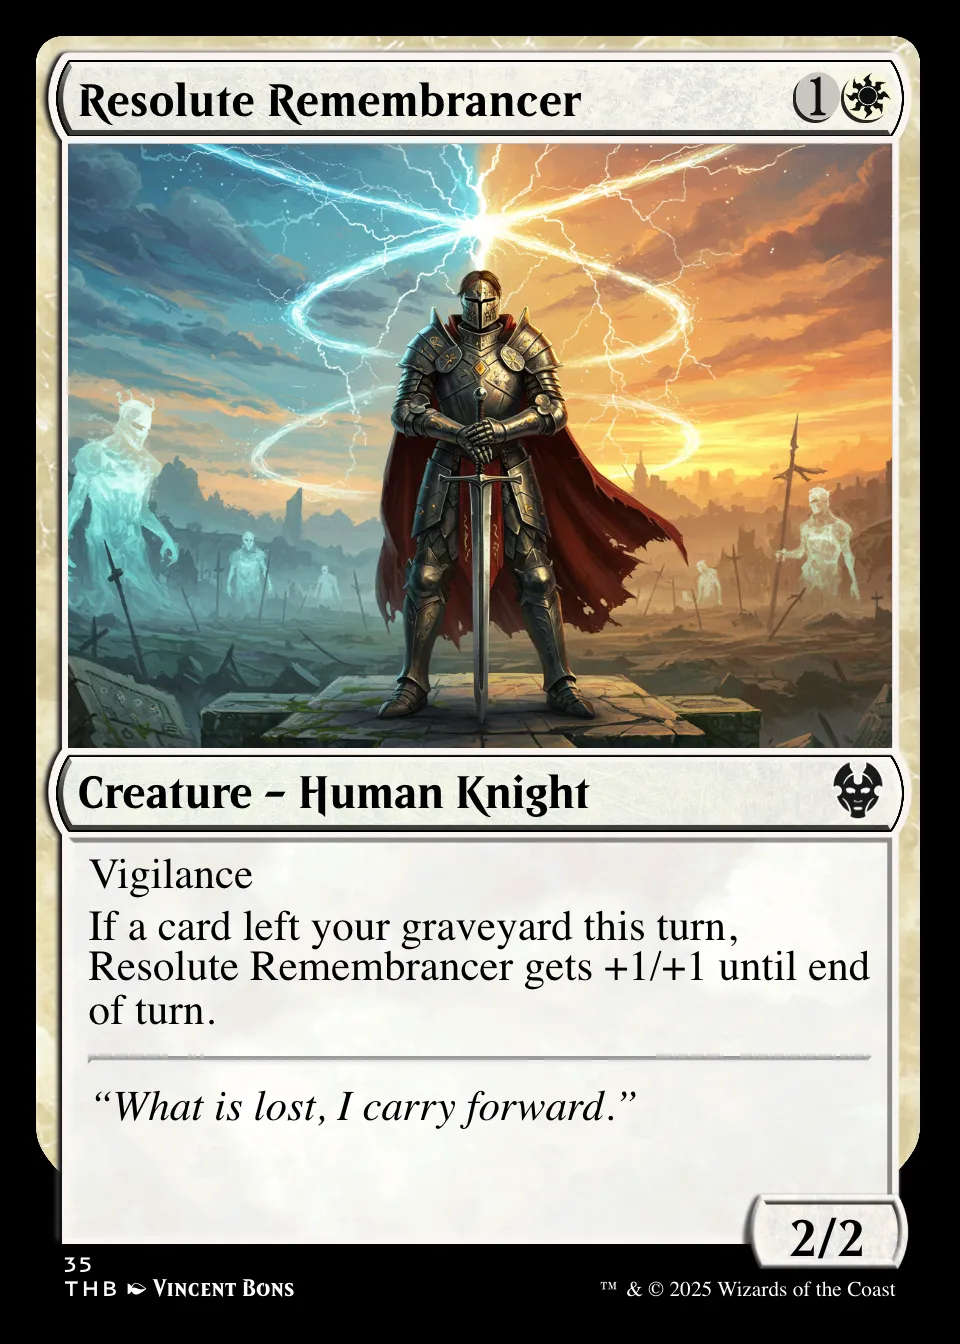 Resolute Remembrancer 1
Creature – Human Knight
Vigilance
If a card left your graveyard this turn,
Resolute Remembrancer gets +1/+1 until end
of turn.
“What is lost, I carry forward.”
2/2
35
THB Vincent Bons
™ & © 2025 Wizards of the Coast